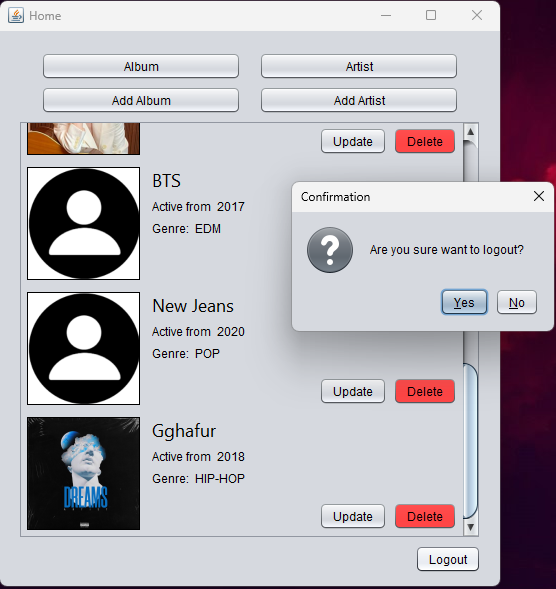 Home
Album
Artist
Add Album
Add Artist
Update
Delete
BTS
Active from 2017
Genre: EDM
New Jeans
Active from 2020
Genre: POP
Update
Delete
Gghafur
Active from 2018
Genre: HIP-HOP
DREAMS
Update
Delete
Logout
Confirmation
Are you sure want to logout?
Yes
No